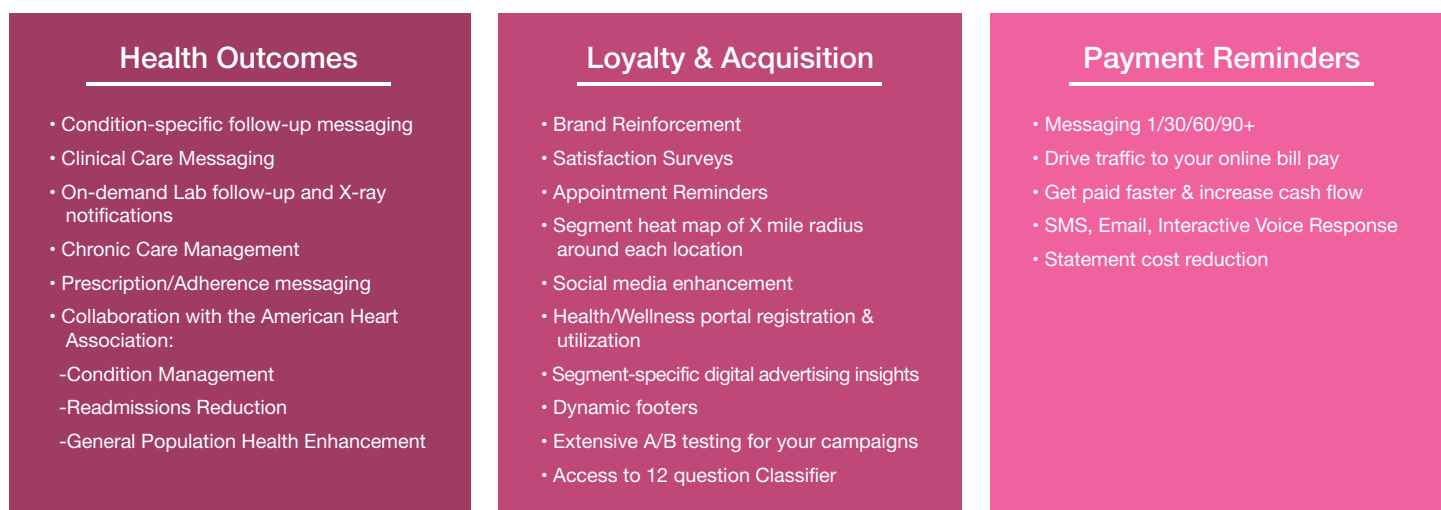 Health Outcomes
• Condition-specific follow-up messaging
• Clinical Care Messaging
• On-demand Lab follow-up and X-ray
notifications
• Chronic Care Management
• Prescription/Adherence messaging
• Collaboration with the American Heart
Association:
-Condition Management
-Readmissions Reduction
-General Population Health Enhancement
Loyalty & Acquisition
• Brand Reinforcement
• Satisfaction Surveys
• Appointment Reminders
• Segment heat map of X mile radius
around each location
• Social media enhancement
• Health/Wellness portal registration &
utilization
• Segment-specific digital advertising insights
• Dynamic footers
• Extensive A/B testing for your campaigns
• Access to 12 question Classifier
Payment Reminders
• Messaging 1/30/60/90+
• Drive traffic to your online bill pay
• Get paid faster & increase cash flow
• SMS, Email, Interactive Voice Response
• Statement cost reduction